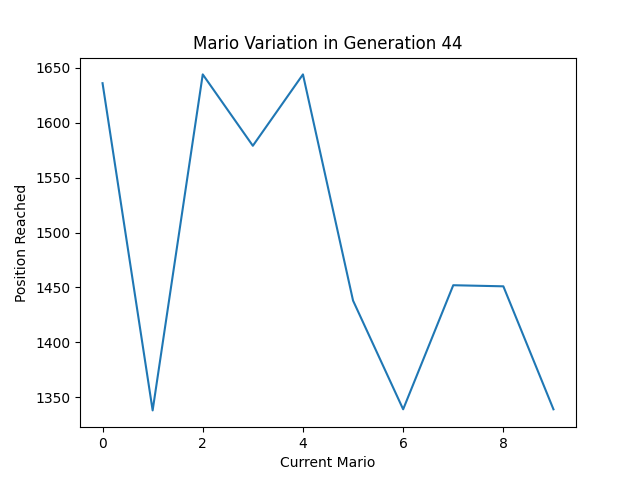 Mario Variation in Generation 44
Position Reached
1650
1600
1550
1500
1450
1400
1350
0 2 4 6 8
Current Mario